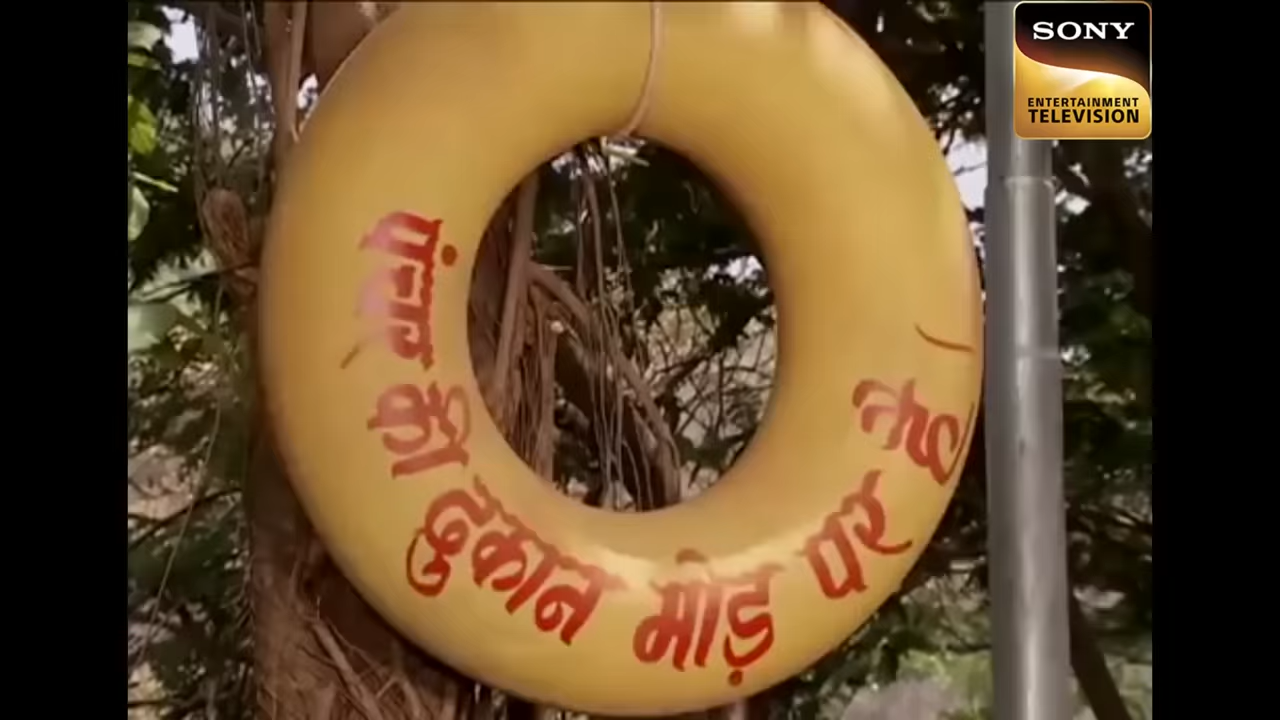 पंचर की दुकान मोड़ पर है
SONY
ENTERTAINMENT
TELEVISION